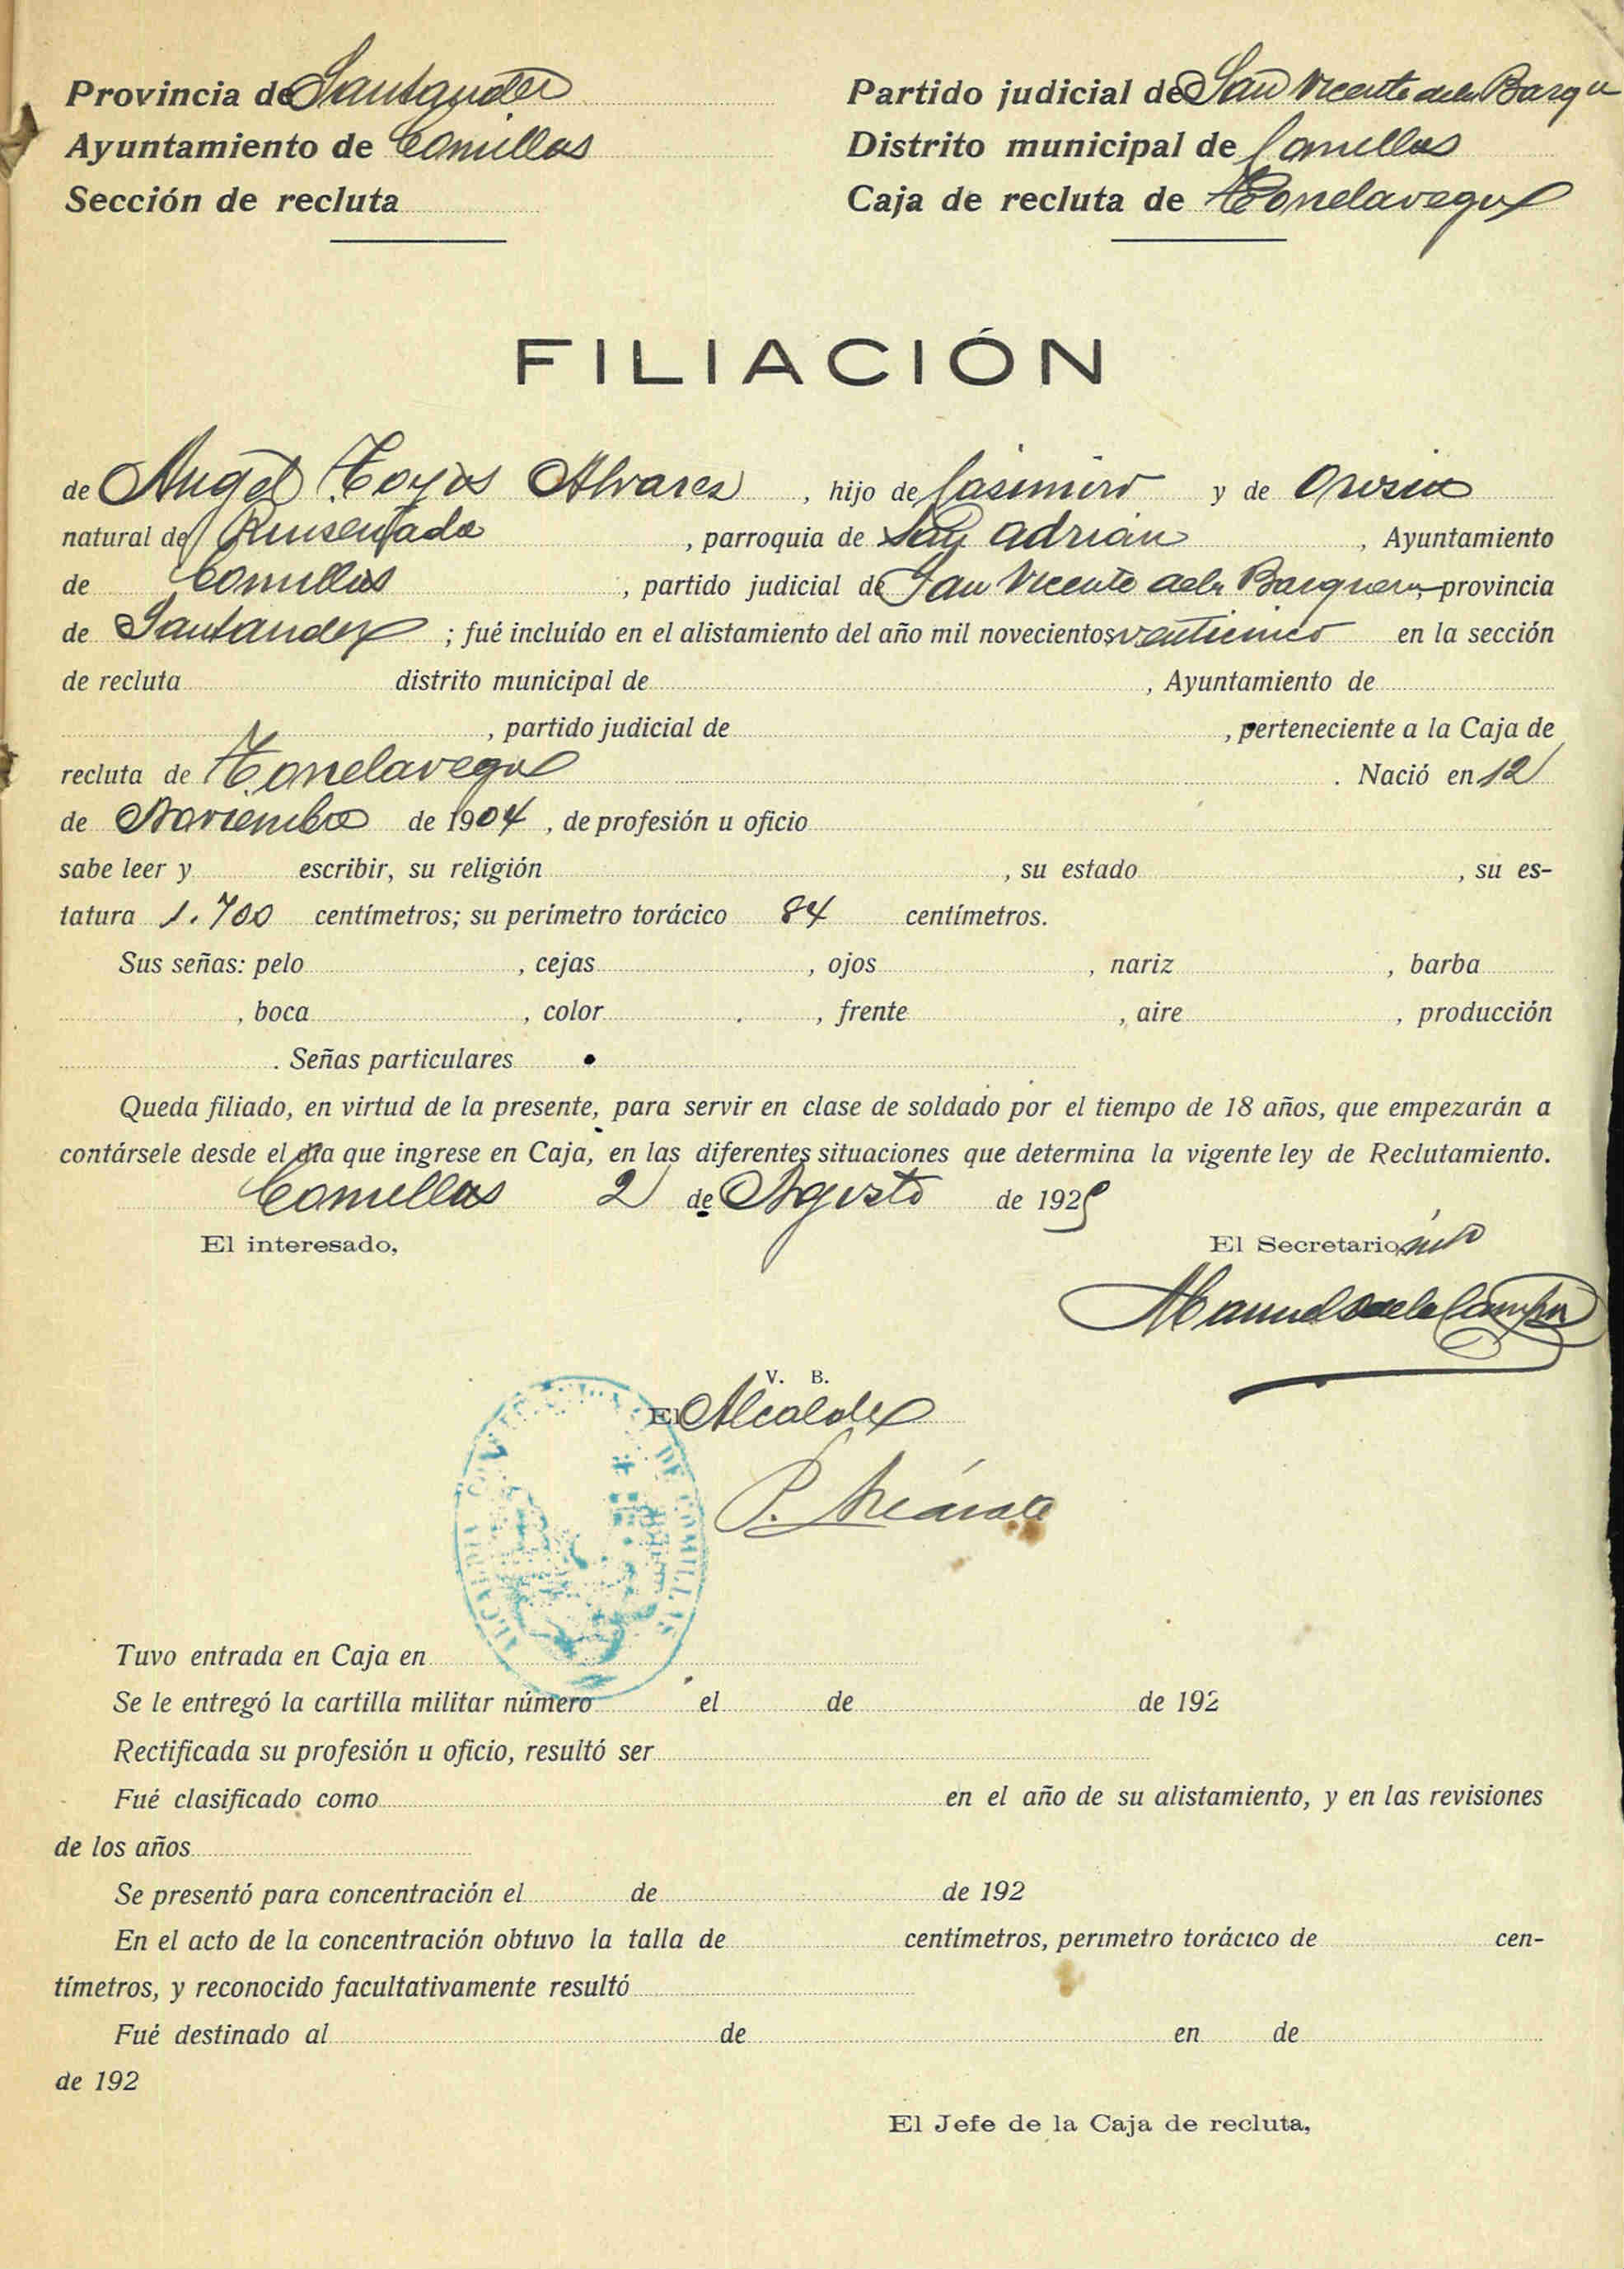 Provincia de Santander
Partido judicial de San Vicente de la Barqu
Ayuntamiento de Comillas
Distrito municipal de Comillas
Sección de recluta
Caja de recluta de Torrelavega
FILIACIÓN
de Angel Hoyos Alvarez, hijo de Casimiro y de
natural de Ruiseñada, parroquia de San Adrián, Ayuntamiento
de Comillas, partido judicial de San Vicente de la Barquera, provincia
de Santander; fué incluído en el alistamiento del año mil novecientos venticinco en la sección
de recluta distrito municipal de , Ayuntamiento de
, partido judicial de , perteneciente a la Caja de
recluta de Torrelavega . Nació en 12
de Noviembre de 1904, de profesión u oficio
sabe leer y escribir, su religión , su estado , su es-
tatura 1.700 centímetros; su perímetro torácico 84 centímetros.
Sus señas: pelo , cejas , ojos , nariz , barba
, boca , color , frente , aire , producción
. Señas particulares
Queda filiado, en virtud de la presente, para servir en clase de soldado por el tiempo de 18 años, que empezarán a
contársele desde el día que ingrese en Caja, en las diferentes situaciones que determina la vigente ley de Reclutamiento.
Comillas 2 de Agosto de 1925
El interesado,
El Secretario
Manuel de la Campa
V. B.
El Alcalde
P.
DE COMILLAS
Tuvo entrada en Caja en
Se le entregó la cartilla militar número el de de 192
Rectificada su profesión u oficio, resultó ser
Fué clasificado como en el año de su alistamiento, y en las revisiones
de los años
Se presentó para concentración el de de 192
En el acto de la concentración obtuvo la talla de centímetros, perímetro torácico de cen-
tímetros, y reconocido facultativamente resultó
Fué destinado al de en de
de 192
El Jefe de la Caja de recluta,